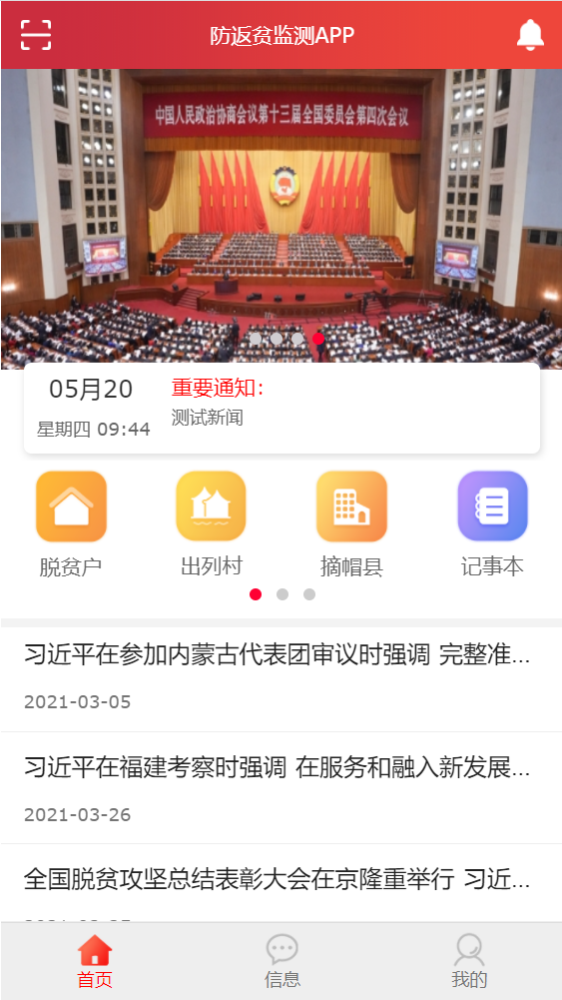 防返贫监测APP
中国人民政治协商会议第十三届全国委员会第四次会议
05月20
重要通知:
星期四 09:44
测试新闻
脱贫户
出列村
摘帽县
记事本
习近平在参加内蒙古代表团审议时强调 完整准...
2021-03-05
习近平在福建考察时强调 在服务和融入新发展...
2021-03-26
全国脱贫攻坚总结表彰大会在京隆重举行 习近...
首页
信息
我的